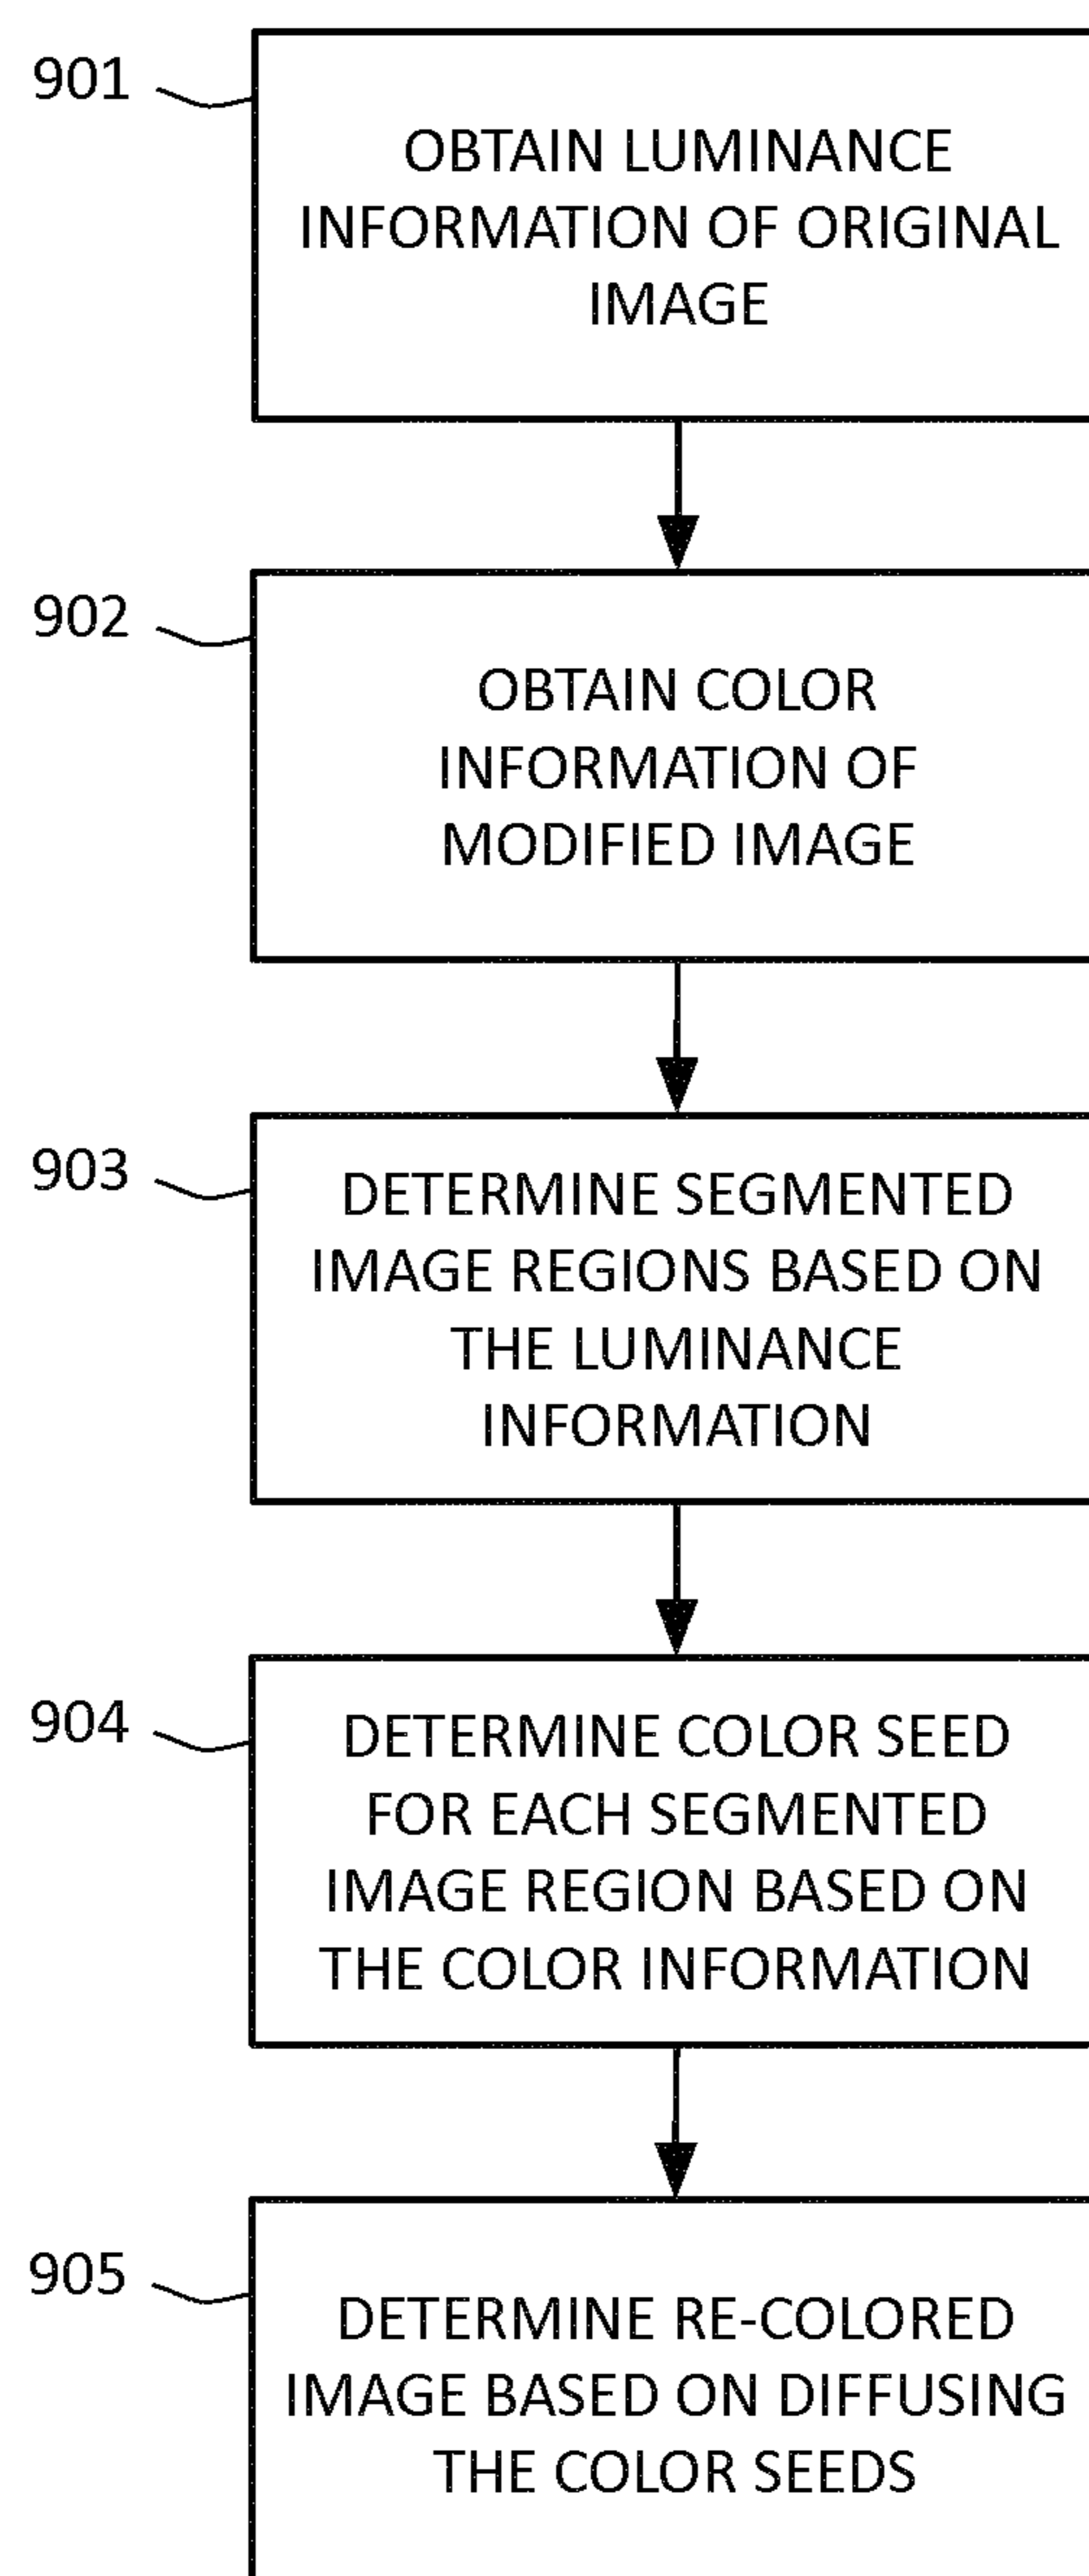 901
OBTAIN LUMINANCE
INFORMATION OF ORIGINAL
IMAGE
902
OBTAIN COLOR
INFORMATION OF
MODIFIED IMAGE
903
DETERMINE SEGMENTED
IMAGE REGIONS BASED ON
THE LUMINANCE
INFORMATION
904
DETERMINE COLOR SEED
FOR EACH SEGMENTED
IMAGE REGION BASED ON
THE COLOR INFORMATION
905
DETERMINE RE-COLORED
IMAGE BASED ON DIFFUSING
THE COLOR SEEDS